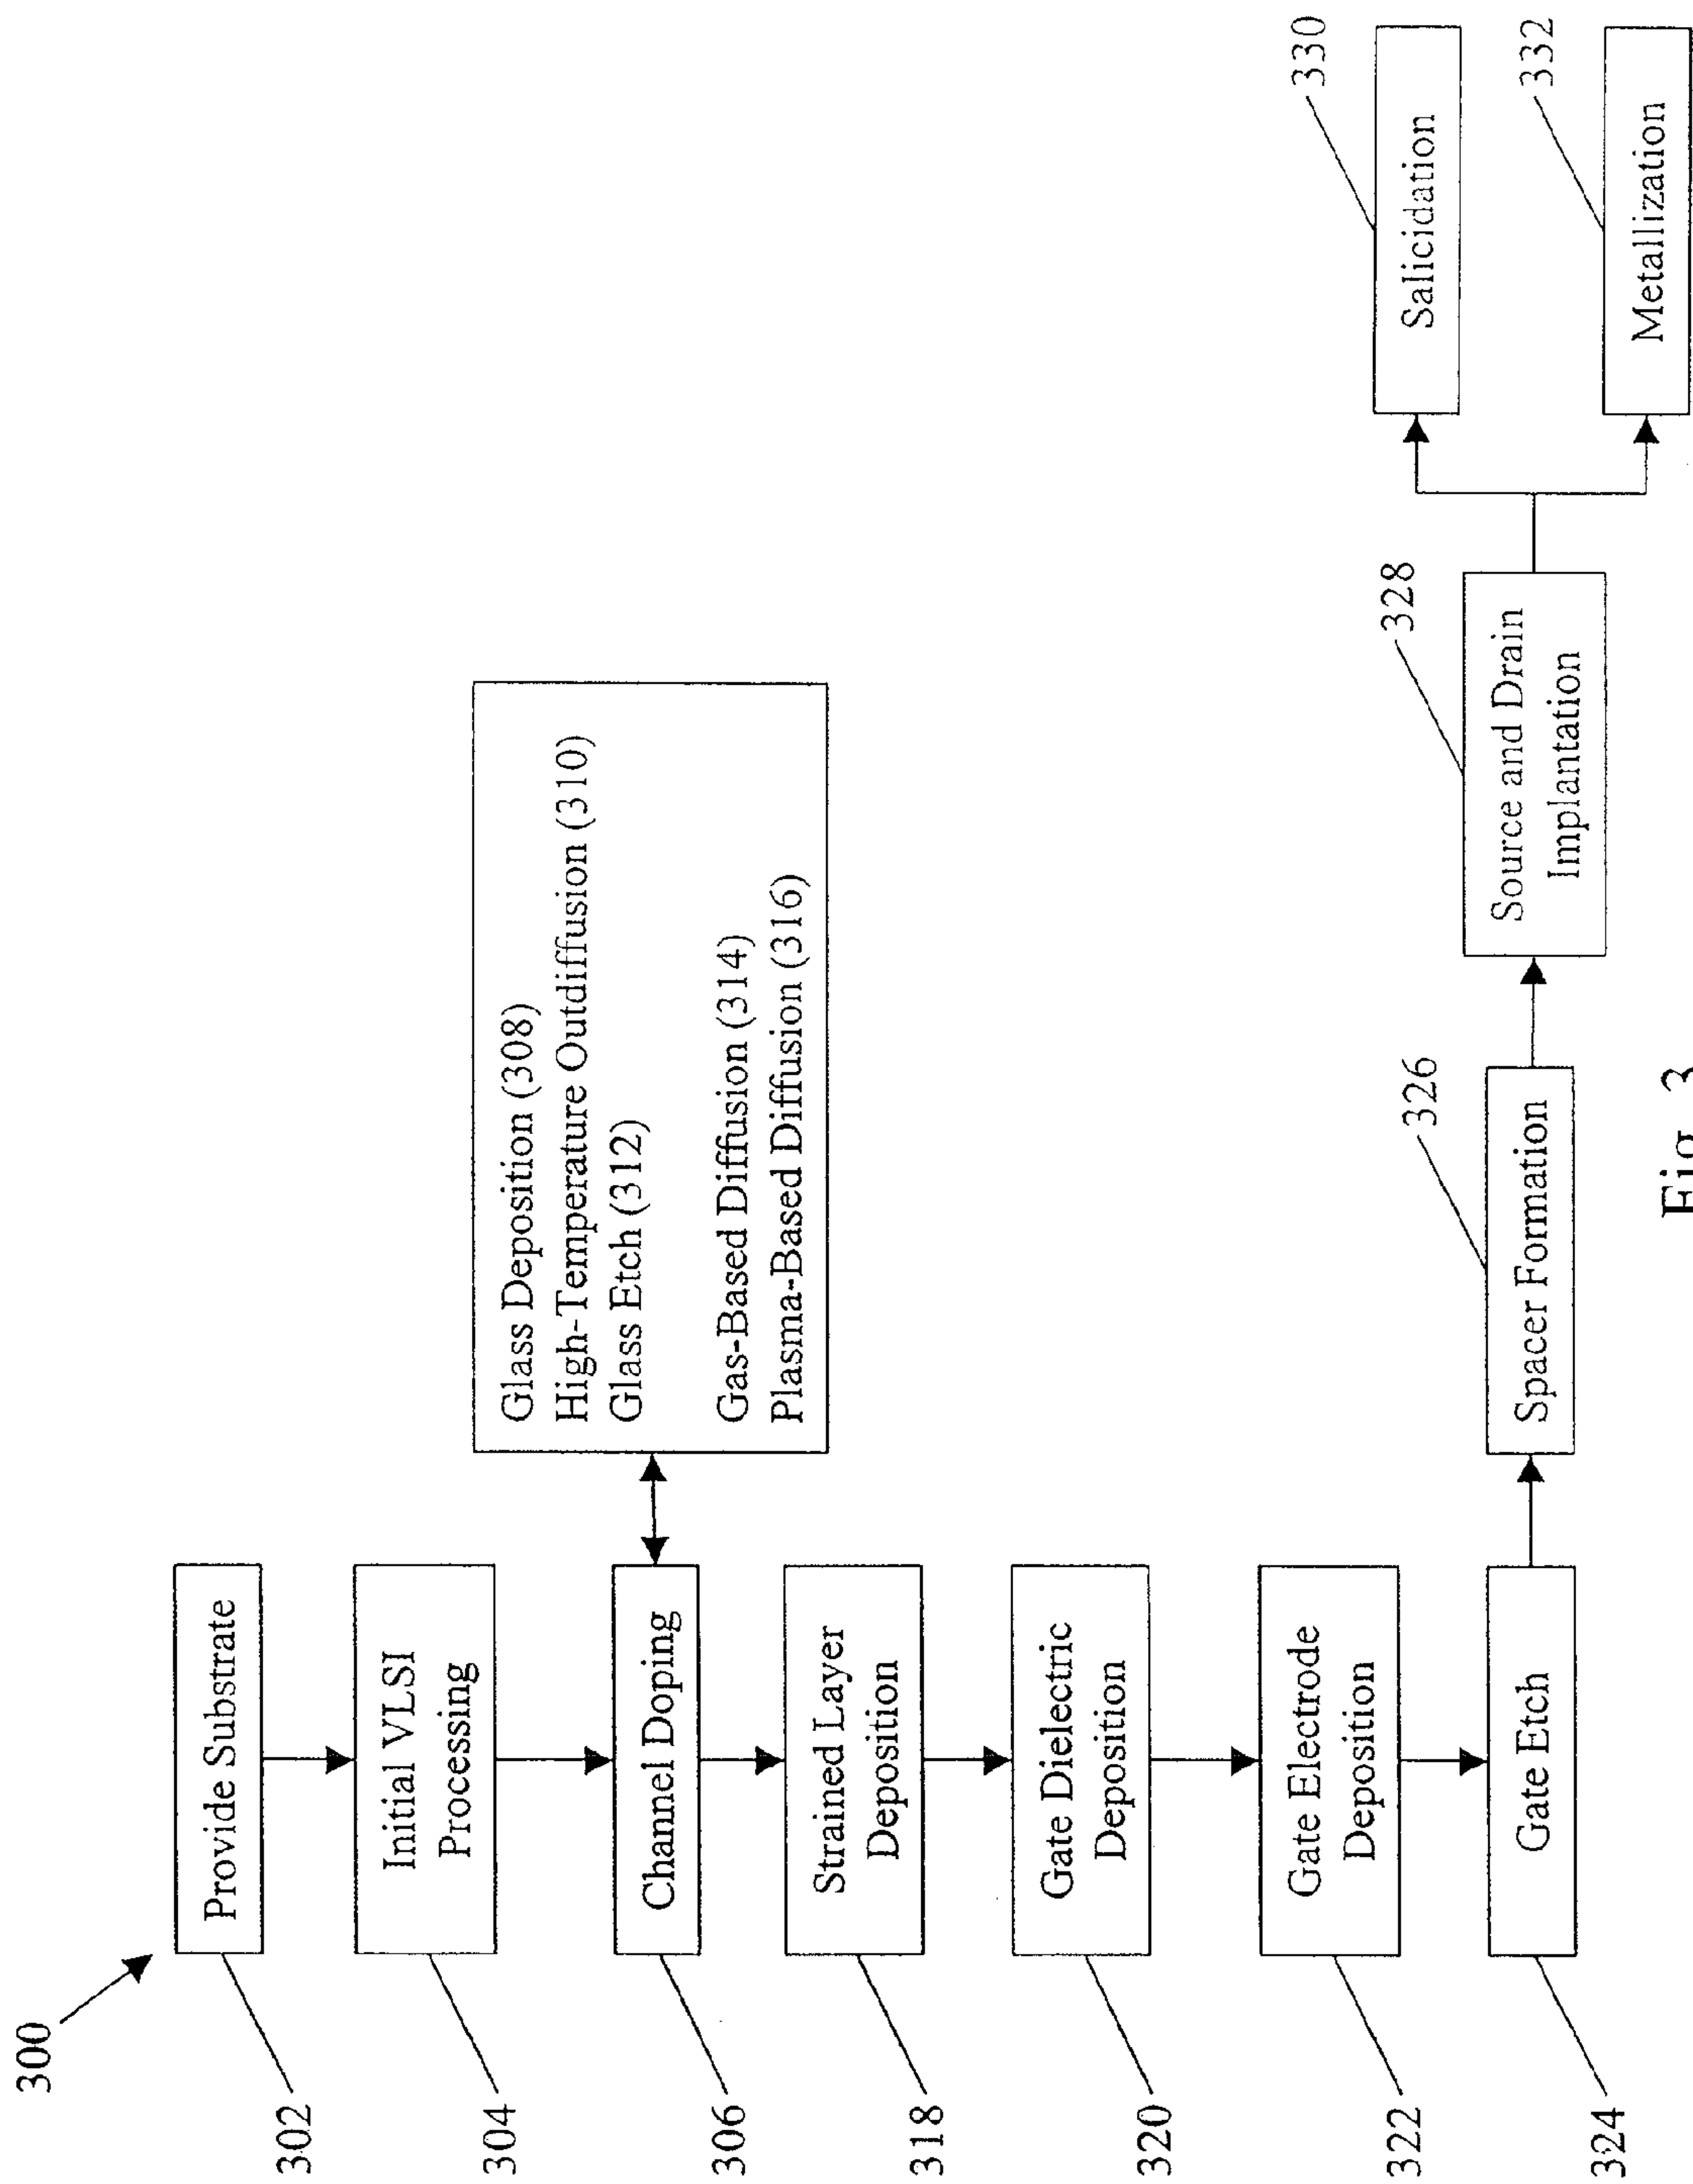 300
302
Provide Substrate
304
Initial VLSI
Processing
306
Channel Doping
Glass Deposition (308)
High-Temperature Outdiffusion (310)
Glass Etch (312)
Gas-Based Diffusion (314)
Plasma-Based Diffusion (316)
318
Strained Layer
Deposition
320
Gate Dielectric
Deposition
322
Gate Electrode
Deposition
324
Gate Etch
326
Spacer Formation
328
Source and Drain
Implantation
330
Salicidation
332
Metallization
Fig. 3